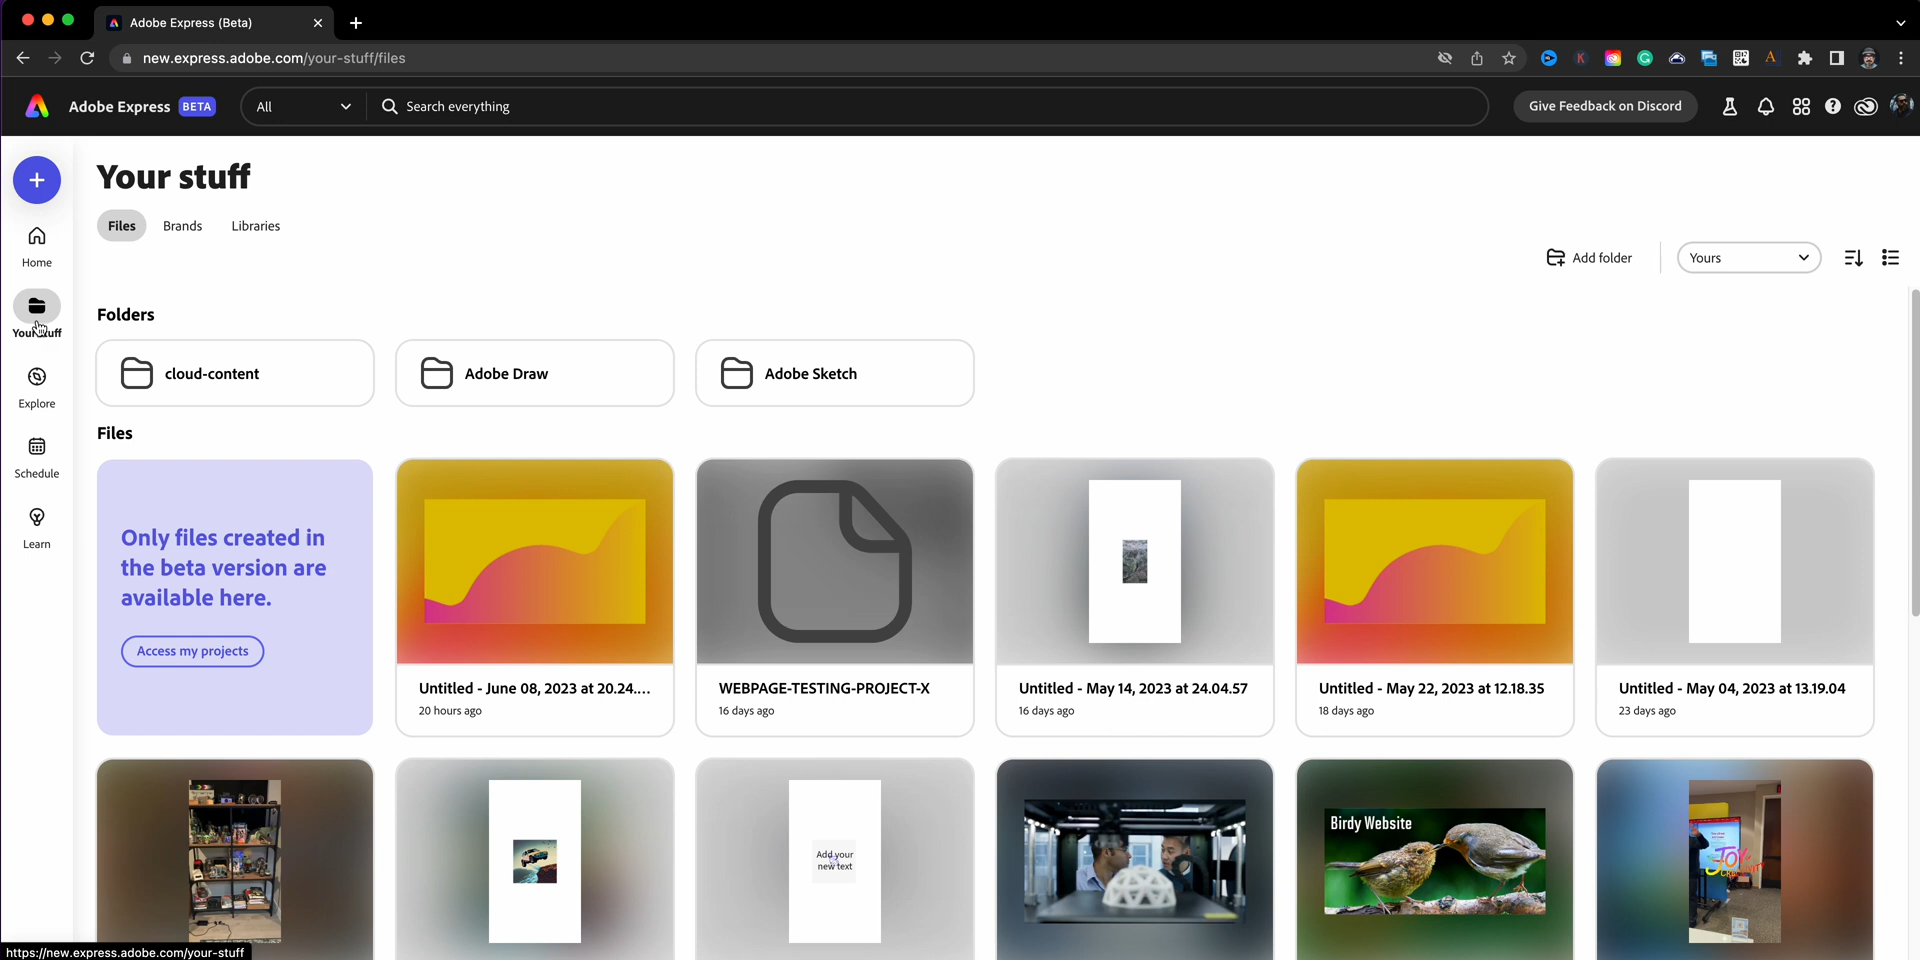 Adobe Express (Beta)
new.express.adobe.com/your-stuff/files
Adobe Express BETA
All
Search everything
Give Feedback on Discord
Your stuff
Files
Brands
Libraries
Add folder
Yours
Home
Your stuff
Explore
Schedule
Learn
Folders
cloud-content
Adobe Draw
Adobe Sketch
Files
Only files created in
the beta version are
available here.
Access my projects
Untitled - June 08, 2023 at 20.24....
20 hours ago
WEBPAGE-TESTING-PROJECT-X
16 days ago
Untitled - May 14, 2023 at 24.04.57
16 days ago
Untitled - May 22, 2023 at 12.18.35
18 days ago
Untitled - May 04, 2023 at 13.19.04
23 days ago
Add your
new text
Birdy Website
JOY
https://new.express.adobe.com/your-stuff